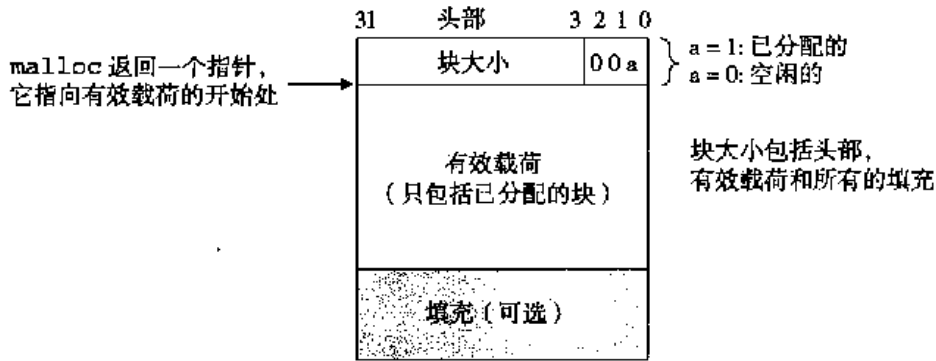 31 头部 3 2 1 0
块大小 0 0 a
a = 1: 已分配的
a = 0: 空闲的
malloc 返回一个指针，
它指向有效载荷的开始处
有效载荷
（只包括已分配的块）
块大小包括头部，
有效载荷和所有的填充
填充（可选）